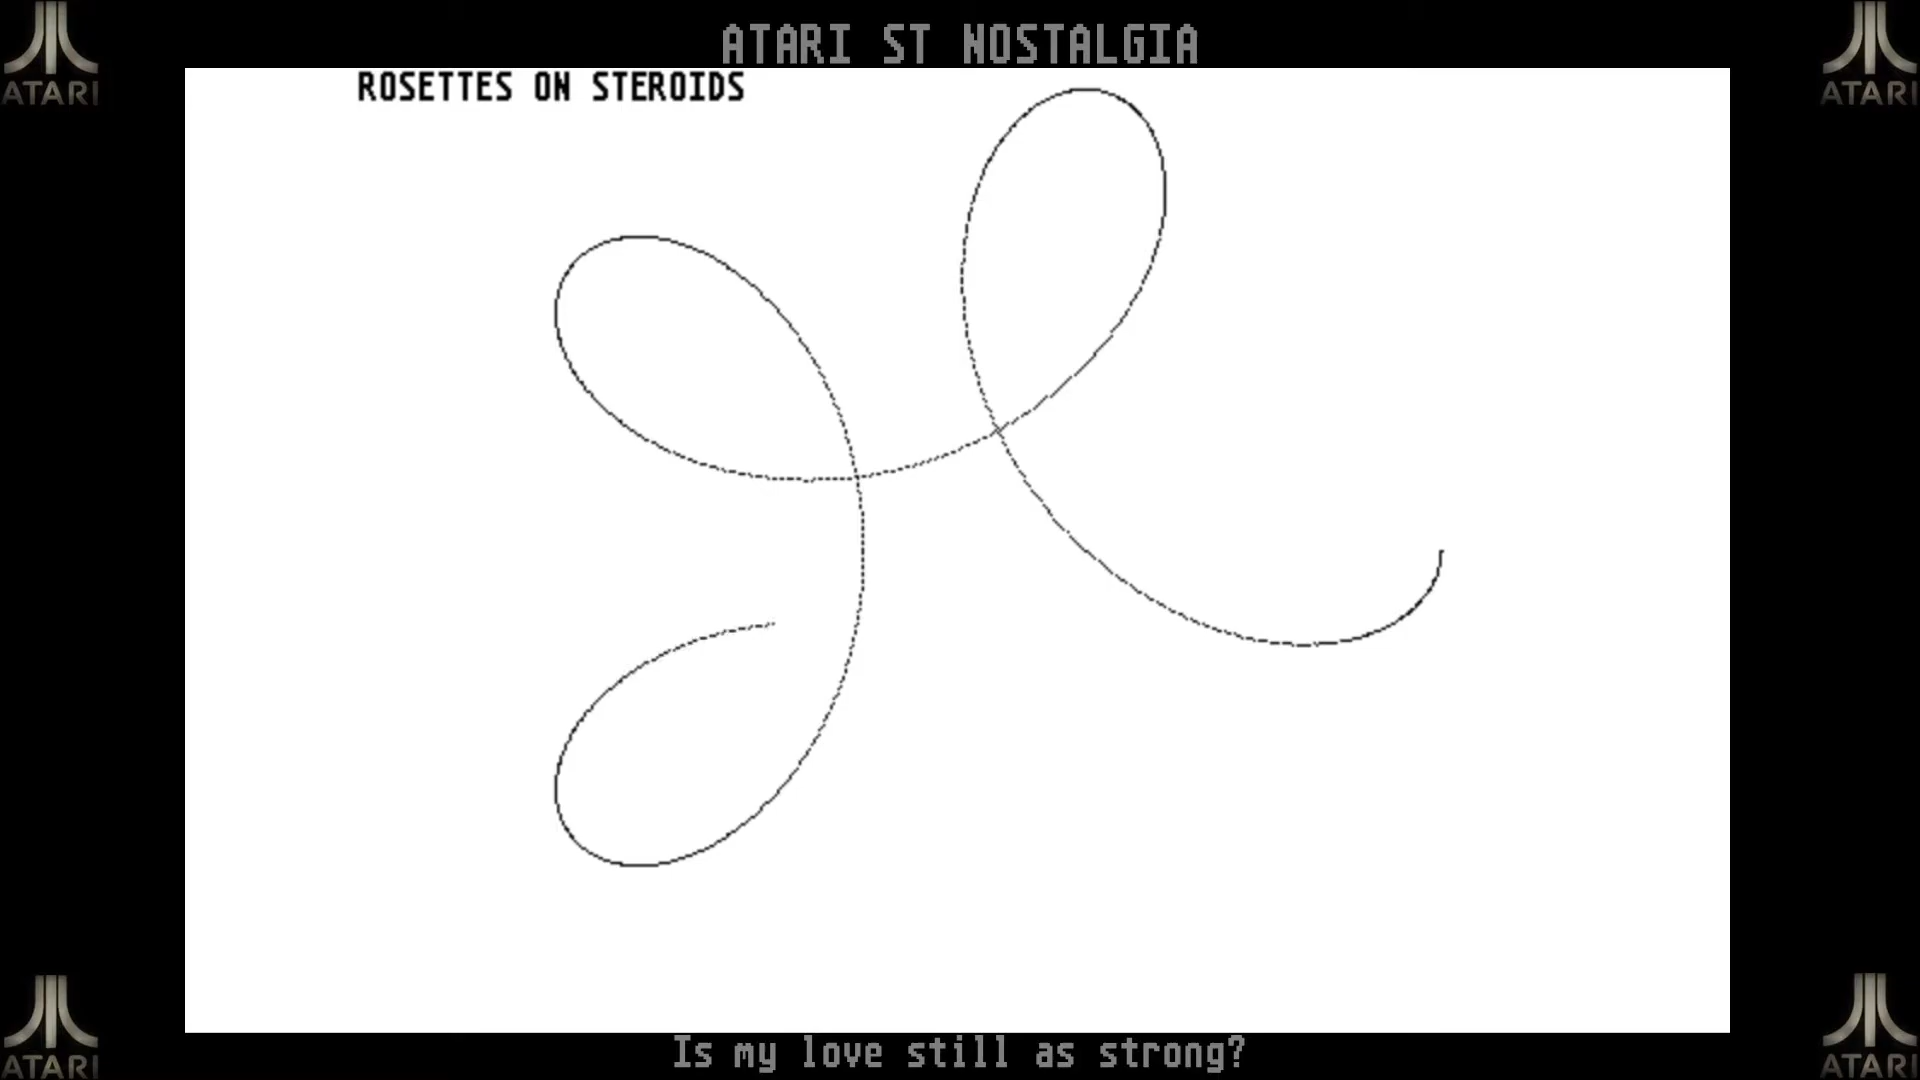 ATARI ST NOSTALGIA
ATARI
ATARI
ROSETTES ON STEROIDS
Is my love still as strong?
ATARI
ATARI